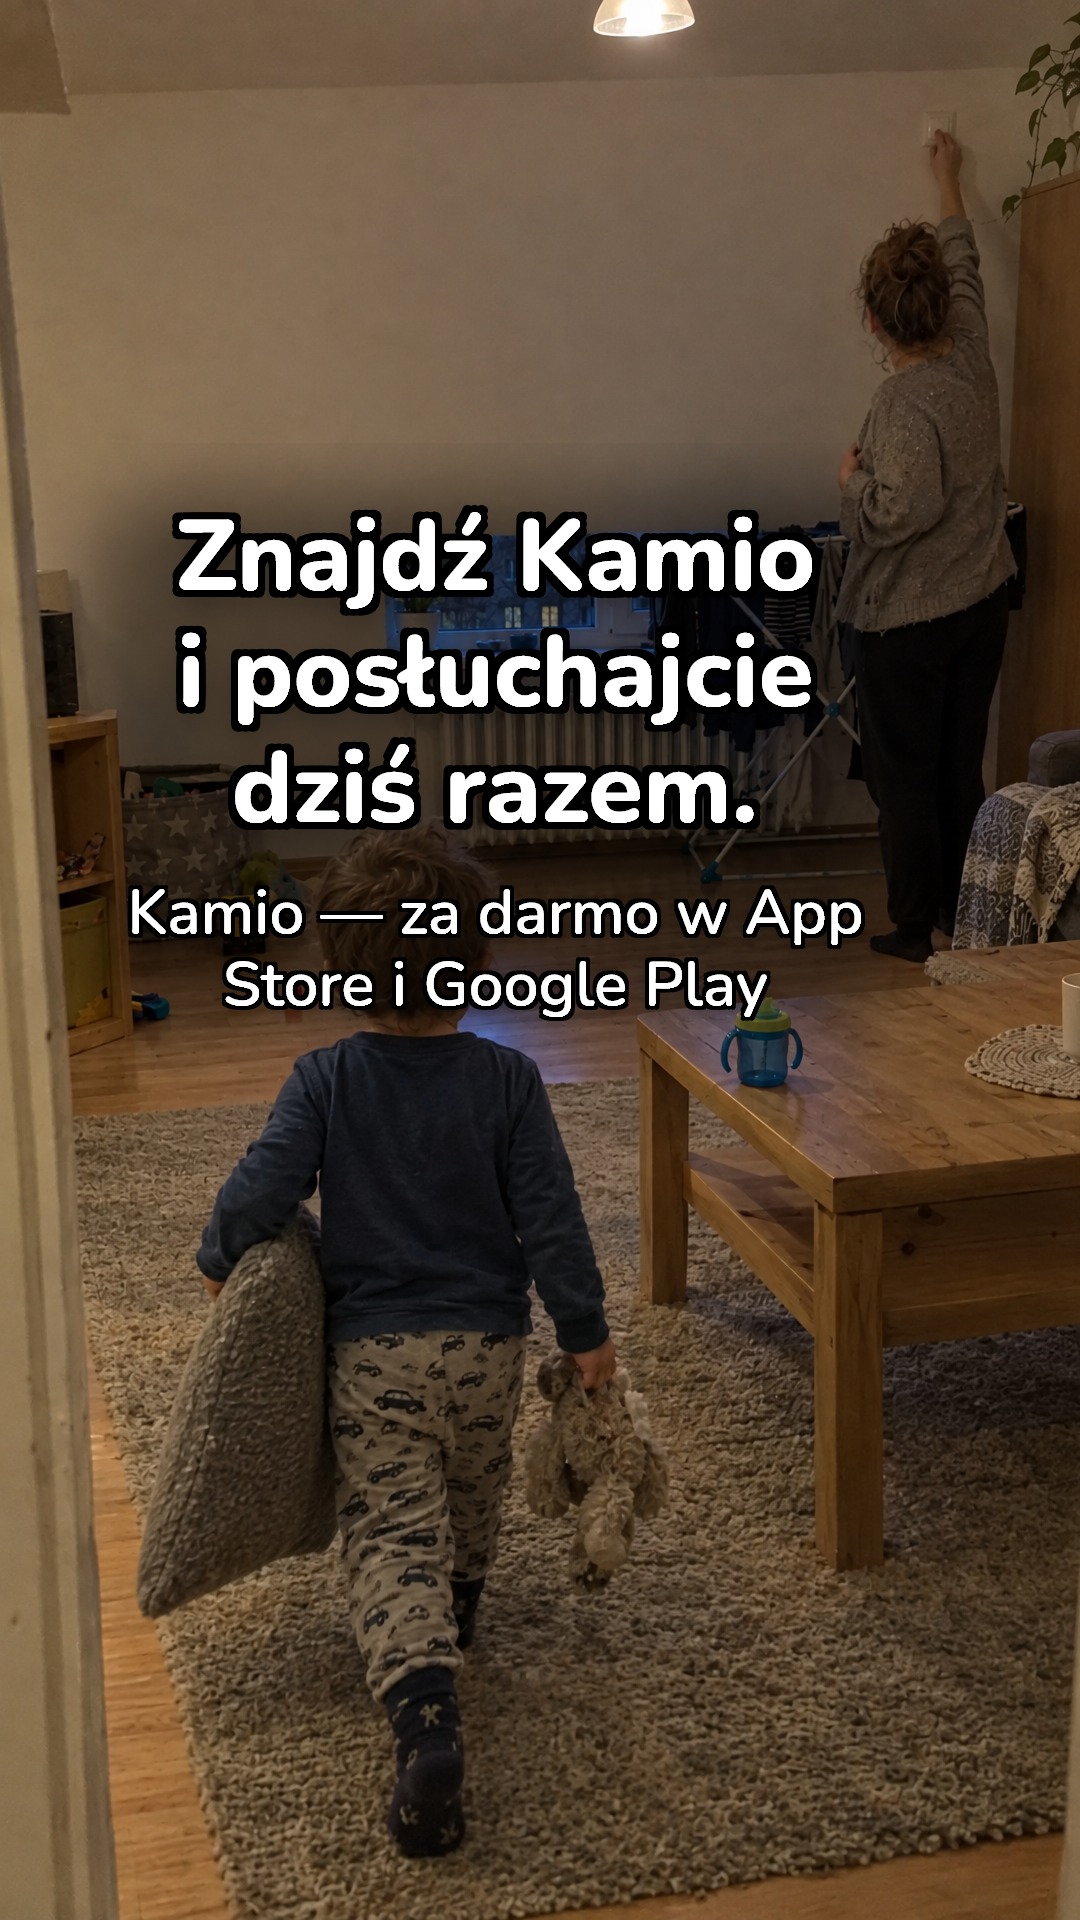 Znajdź Kamio
i posłuchajcie
dziś razem.
Kamio — za darmo w App
Store i Google Play